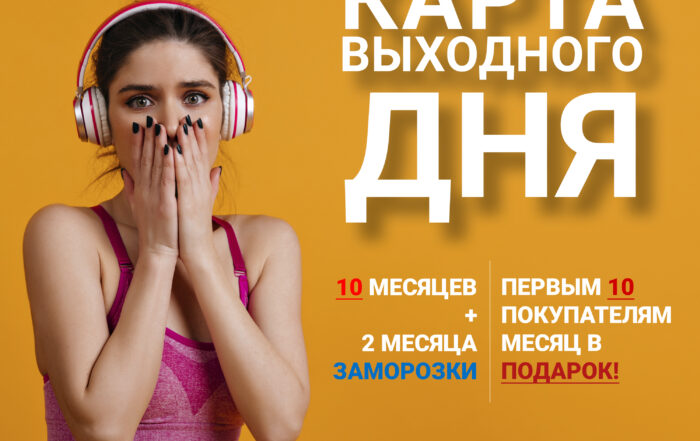 КАРТА
ВЫХОДНОГО
ДНЯ
10 МЕСЯЦЕВ
+
2 МЕСЯЦА
ЗАМОРОЗКИ
ПЕРВЫМ 10
ПОКУПАТЕЛЯМ
МЕСЯЦ В
ПОДАРОК!